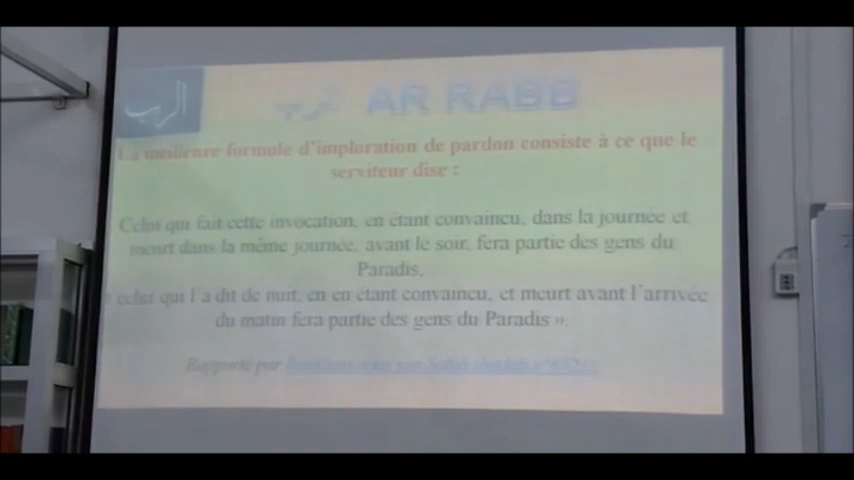 الرب
AR RABB
La meilleure formule d'imploration de pardon consiste à ce que le
serviteur dise :
Celui qui fait cette invocation, en étant convaincu, dans la journée et
meurt dans la même journée, avant le soir, fera partie des gens du
Paradis.
celui qui l'a dit de nuit, en en étant convaincu, et meurt avant l'arrivée
du matin fera partie des gens du Paradis ».
Rapporté par